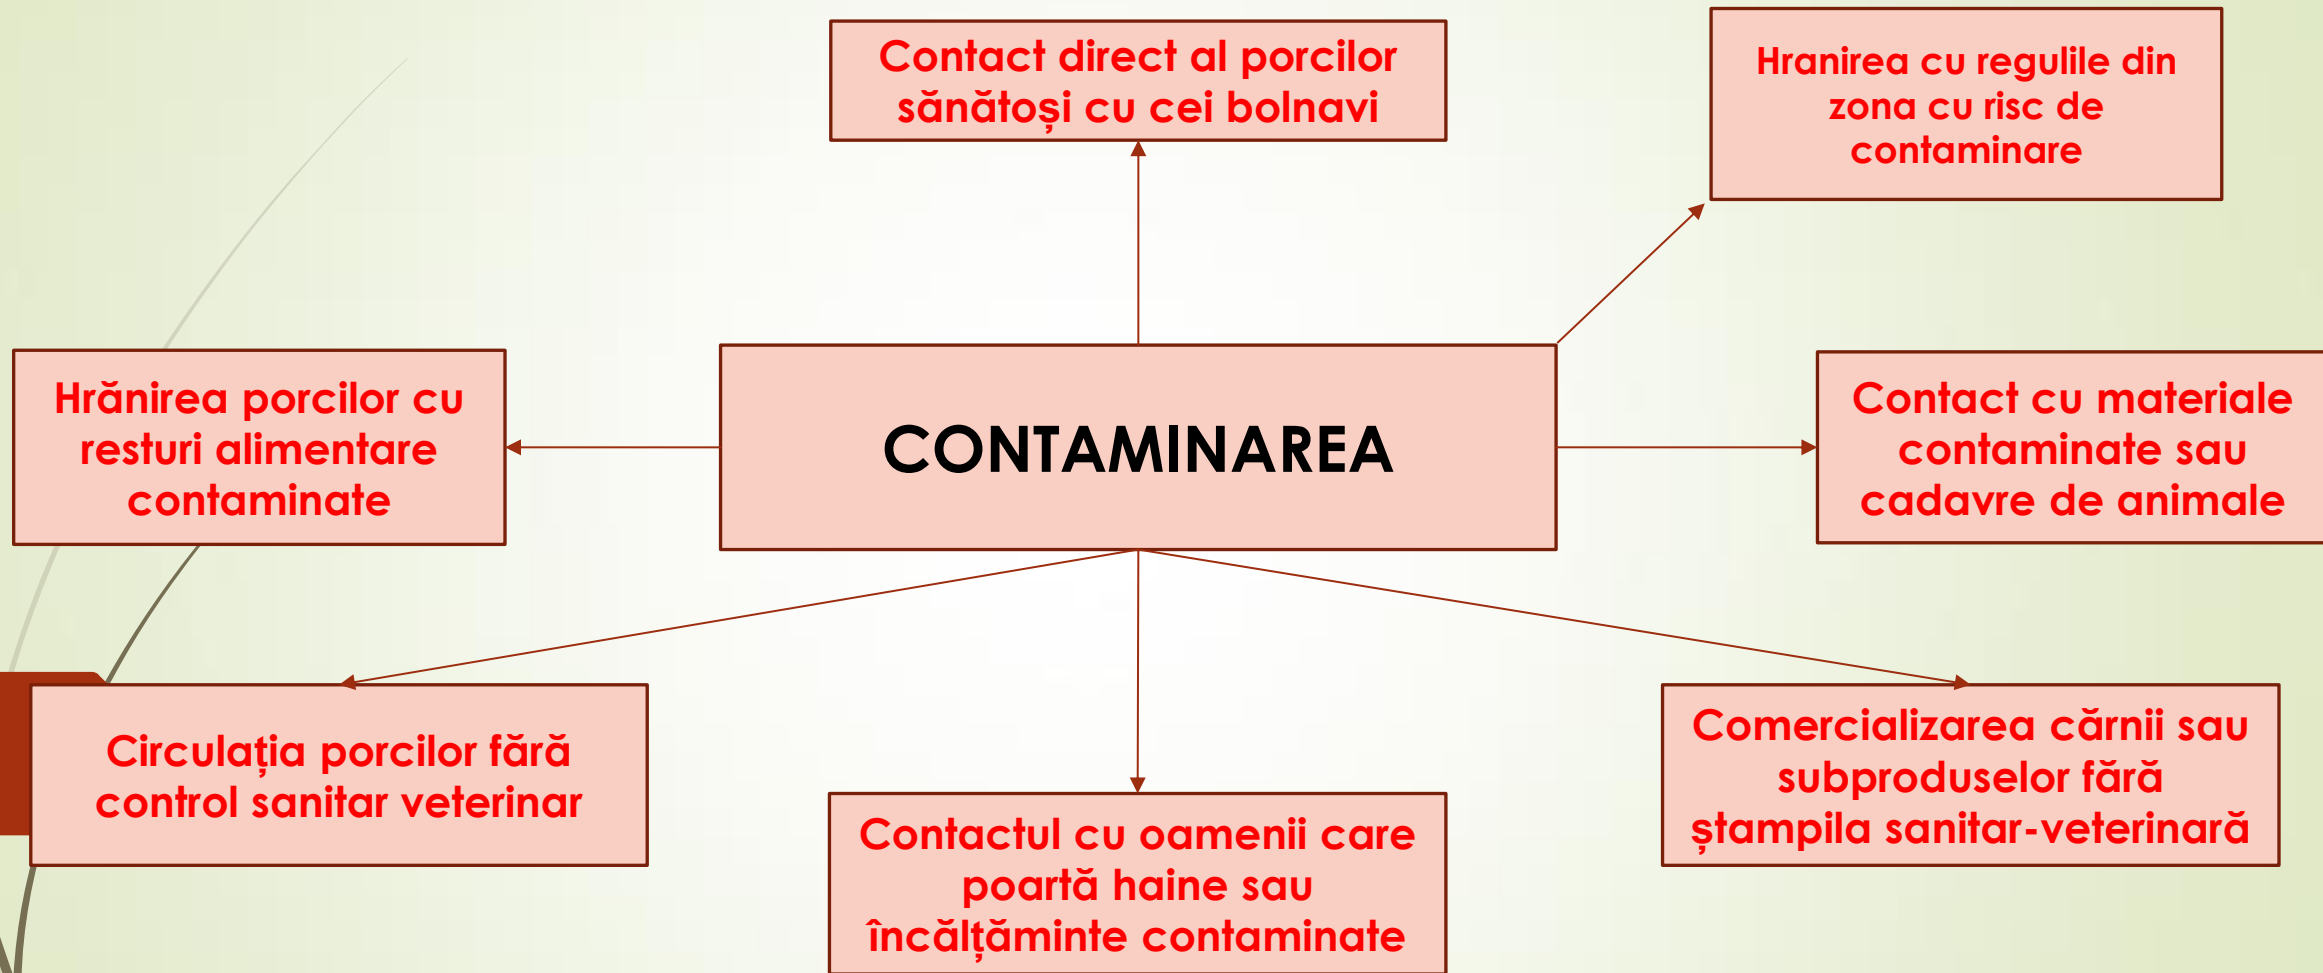 Contact direct al porcilor
sănătoși cu cei bolnavi
Hranirea cu regulile din
zona cu risc de
contaminare
Hrănirea porcilor cu
resturi alimentare
contaminate
CONTAMINAREA
Contact cu materiale
contaminate sau
cadavre de animale
Circulația porcilor fără
control sanitar veterinar
Contactul cu oamenii care
poartă haine sau
încălțăminte contaminate
Comercializarea cărnii sau
subproduselor fără
ștampila sanitar-veterinară